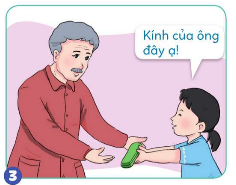 Kính của ông
đây ạ!
3